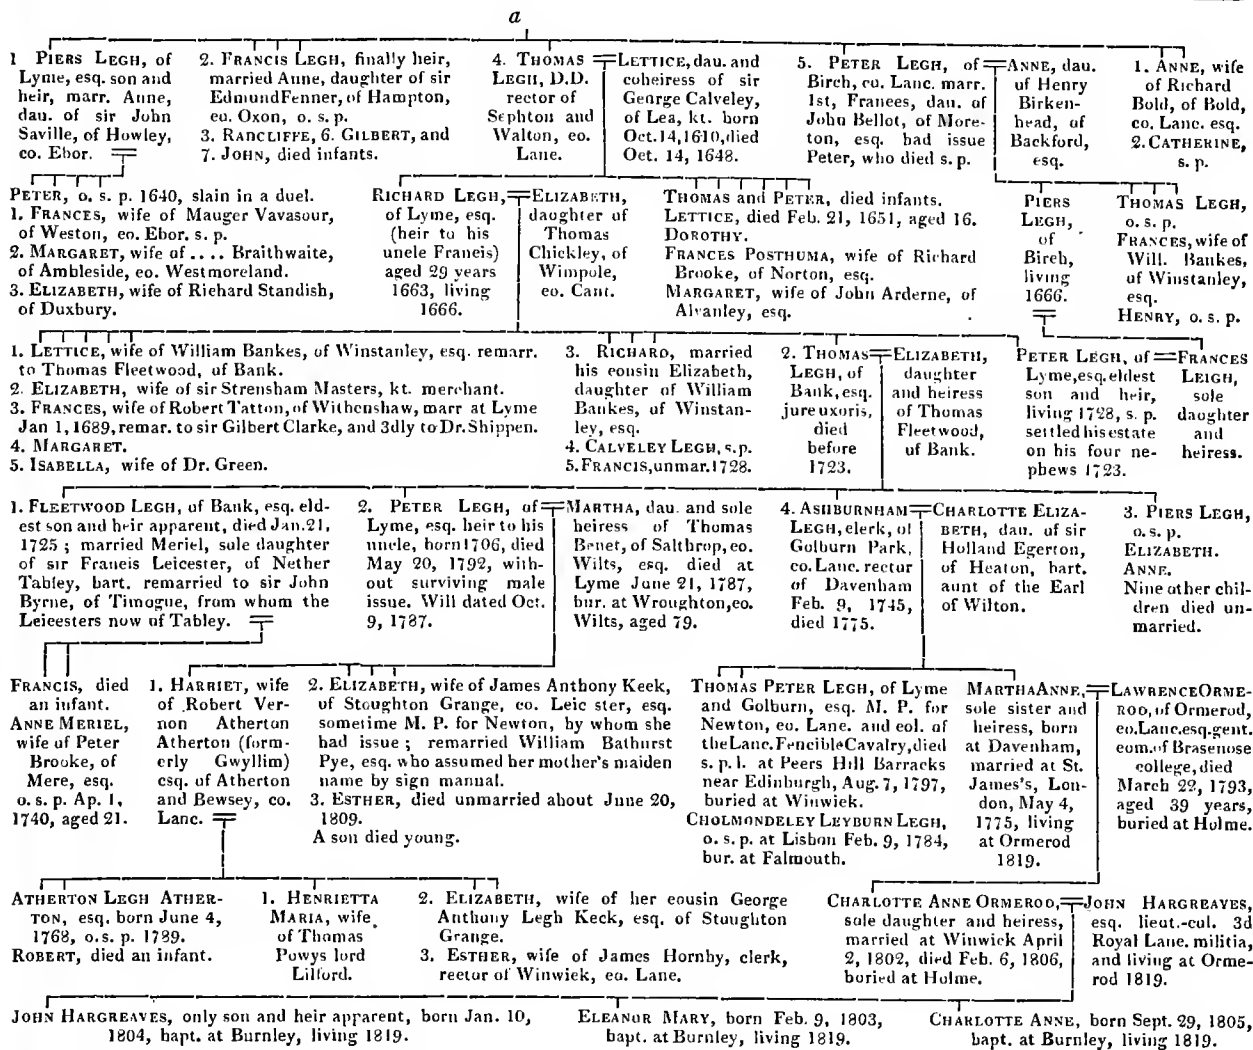 a
1 PIERS LEGH, of
Lyme, esq. son and
heir, marr. Anne,
dau. of sir John
Saville, of Howley,
co. Ebor.
2. FRANCIS LEGH, finally heir,
married Anne, daughter of sir
Edmund Fenner, of Hampton,
co. Oxon, o. s. p.
3. RADCLIFFE, 6. GILBERT, and
7. JOHN, died infants.
4. THOMAS
LEGH, D.D.
rector of
Sephton and
Walton, co.
Lanc.
LETTICE, dau. and
coheiress of sir
George Calveley,
of Lea, kt. born
Oct. 14, 1610, died
Oct. 14, 1648.
5. PETER LEGH, of
Birch, co. Lanc. marr.
1st, Frances, dau. of
John Bellot, of More-
ton, esq. had issue
Peter, who died s. p.
ANNE, dau.
of Henry
Birken-
head, of
Backford,
esq.
1. ANNE, wife
of Richard
Bold, of Bold,
co. Lanc. esq.
2. CATHERINE,
s. p.
PETER, o. s. p. 1640, slain in a duel.
1. FRANCES, wife of Mauger Vavasour,
of Weston, co. Ebor. s. p.
2. MARGARET, wife of .... Braithwaite,
of Ambleside, co. Westmoreland.
3. ELIZABETH, wife of Richard Standish,
of Duxbury.
RICHARD LEGH,
of Lyme, esq.
(heir to his
uncle Francis)
aged 29 years
1663, living
1666.
ELIZABETH,
daughter of
Thomas
Chickley, of
Wimpole,
co. Cant.
THOMAS and PETER, died infants.
LETTICE, died Feb. 21, 1651, aged 16.
DOROTHY.
FRANCES POSTHUMA, wife of Richard
Brooke, of Norton, esq.
MARGARET, wife of John Arderne, of
Alvanley, esq.
PIERS
LEGH,
of
Birch,
living
1666.
THOMAS LEGH,
o. s. p.
FRANCES, wife of
Will. Bankes,
of Winstanley,
esq.
HENRY, o. s. p.
1. LETTICE, wife of William Bankes, of Winstanley, esq. remarr.
to Thomas Fleetwood, of Bank.
2. ELIZABETH, wife of sir Strensham Masters, kt. merchant.
3. FRANCES, wife of Robert Tatton, of Withenshaw, marr at Lyme
Jan 1, 1689, remar. to sir Gilbert Clarke, and 3dly to Dr. Shippen.
4. MARGARET.
5. ISABELLA, wife of Dr. Green.
3. RICHARD, married
his cousin Elizabeth,
daughter of William
Bankes, of Winstan-
ley, esq.
4. CALVELEY LEGH, s.p.
5. FRANCIS, unmar. 1728.
2. THOMAS
LEGH, of
Bank, esq.
jure uxoris,
died
before
1723.
ELIZABETH,
daughter
and heiress
of Thomas
Fleetwood,
of Bank.
PETER LEGH, of
Lyme, esq. eldest
son and heir,
living 1728, s. p.
settled his estate
on his four ne-
phews 1723.
FRANCES
LEIGH,
sole
daughter
and
heiress.
1. FLEETWOOD LEGH, of Bank, esq. eld-
est son and heir apparent, died Jan. 21,
1725; married Meriel, sole daughter
of sir Francis Leicester, of Nether
Tabley, bart. remarried to sir John
Byrne, of Timogue, from whom the
Leicesters now of Tabley.
2. PETER LEGH, of
Lyme, esq. heir to his
uncle, born 1706, died
May 20, 1792, with-
out surviving male
issue. Will dated Oct.
9, 1787.
MARTHA, dau. and sole
heiress of Thomas
Benet, of Salthrop, co.
Wilts, esq. died at
Lyme June 21, 1787,
bur. at Wroughton, co.
Wilts, aged 79.
4. ASHBURNHAM
LEGH, clerk, of
Golburn Park,
co. Lanc. rector
of Davenham
Feb. 9, 1745,
died 1775.
CHARLOTTE ELIZA-
BETH, dau. of sir
Holland Egerton,
of Heaton, bart.
aunt of the Earl
of Wilton.
3. PIERS LEGH,
o. s. p.
ELIZABETH.
ANNE.
Nine other chil-
dren died un-
married.
FRANCIS, died
an infant.
ANNE MERIEL,
wife of Peter
Brooke, of
Mere, esq.
o. s. p. Ap. 1,
1740, aged 21.
1. HARRIET, wife
of Robert Ver-
non Atherton
Atherton (form-
erly Gwyllim)
esq. of Atherton
and Bewsey, co.
Lanc.
2. ELIZABETH, wife of James Anthony Keek,
of Stoughton Grange, co. Leic ster, esq.
sometime M. P. for Newton, by whom she
had issue; remarried William Bathurst
Pye, esq. who assumed her mother's maiden
name by sign manual.
3. ESTHER, died unmarried about June 20,
1809.
A son died young.
THOMAS PETER LEGH, of Lyme
and Golburn, esq. M. P. for
Newton, co. Lanc. and col. of
the Lanc. Fencible Cavalry, died
s. p. l. at Peers Hill Barracks
near Edinburgh, Aug. 7, 1797,
buried at Winwick.
CHOLMONDELEY LEYBURN LEGH,
o. s. p. at Lisbon Feb. 9, 1784,
bur. at Falmouth.
MARTHA ANNE,
sole sister and
heiress, born
at Davenham,
married at St.
James's, Lon-
don, May 4,
1775, living
at Ormerod
1819.
LAWRENCE ORME-
ROD, of Ormerod,
co. Lanc. esq. gent.
com. of Brasenose
college, died
March 22, 1793,
aged 39 years,
buried at Holme.
ATHERTON LEGH ATHER-
TON, esq. born June 4,
1768, o.s. p. 1789.
ROBERT, died an infant.
1. HENRIETTA
MARIA, wife
of Thomas
Powys lord
Lilford.
2. ELIZABETH, wife of her cousin George
Anthony Legh Keck, esq. of Stoughton
Grange.
3. ESTHER, wife of James Hornby, clerk,
rector of Winwick, co. Lanc.
CHARLOTTE ANNE ORMEROD,
sole daughter and heiress,
married at Winwick April
2, 1802, died Feb. 6, 1806,
buried at Holme.
JOHN HARGREAVES,
esq. lieut.-col. 3d
Royal Lanc. militia,
and living at Orme-
rod 1819.
JOHN HARGREAVES, only son and heir apparent, born Jan. 10,
1804, bapt. at Burnley, living 1819.
ELEANOR MARY, born Feb. 9, 1803,
bapt. at Burnley, living 1819.
CHARLOTTE ANNE, born Sept. 29, 1805,
bapt. at Burnley, living 1819.